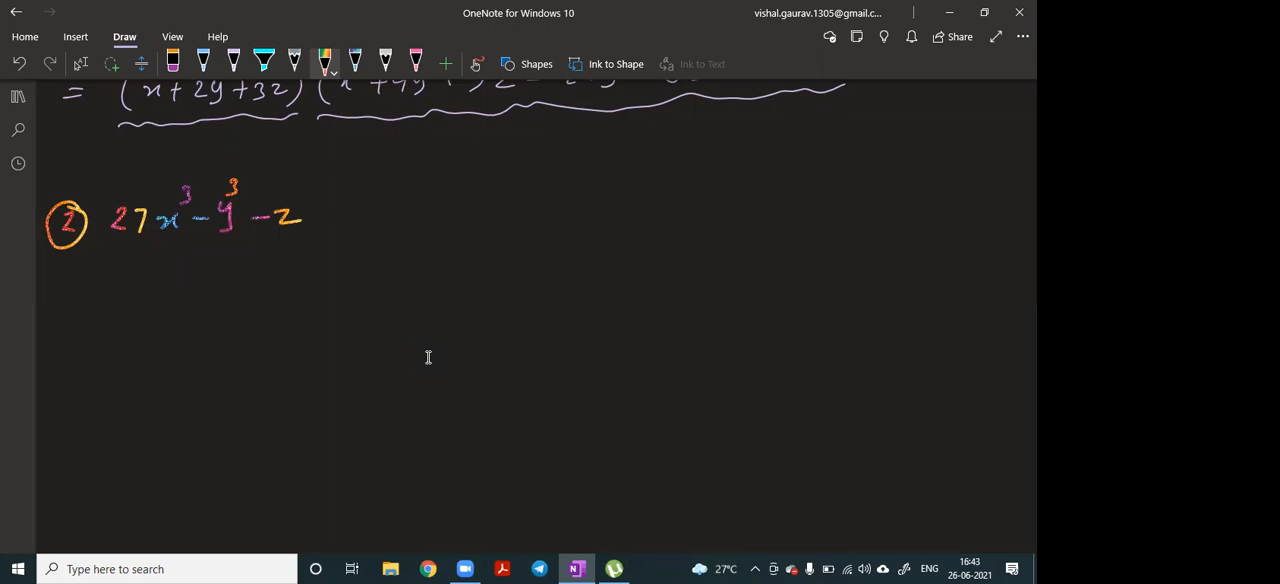 OneNote for Windows 10
vishal.gaurav.1305@gmail.c...
Home Insert Draw View Help
Share
Shapes Ink to Shape Ink to Text
= (x + 2y + 3z)
2 27x³ - y³ - z
Type here to search
27°C
ENG
16:43
26-06-2021